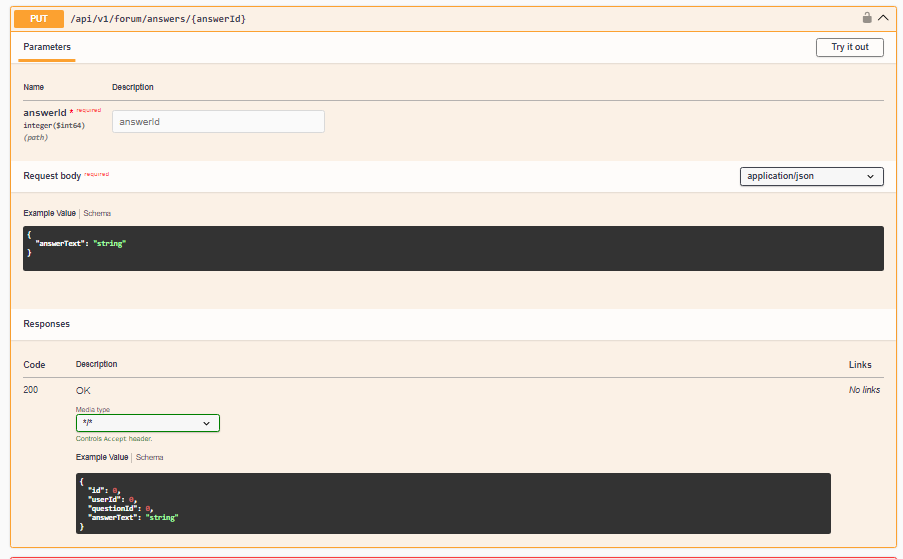 PUT /api/v1/forum/answers/{answerId}
Parameters Try it out
Name Description
answerId * required answerId
integer($int64)
(path)
Request body required application/json
Example Value | Schema
{
"answerText": "string"
}
Responses
Code Description Links
200 OK No links
Media type
*/*
Controls Accept header.
Example Value | Schema
{
"id": 0,
"userId": 0,
"questionId": 0,
"answerText": "string"
}